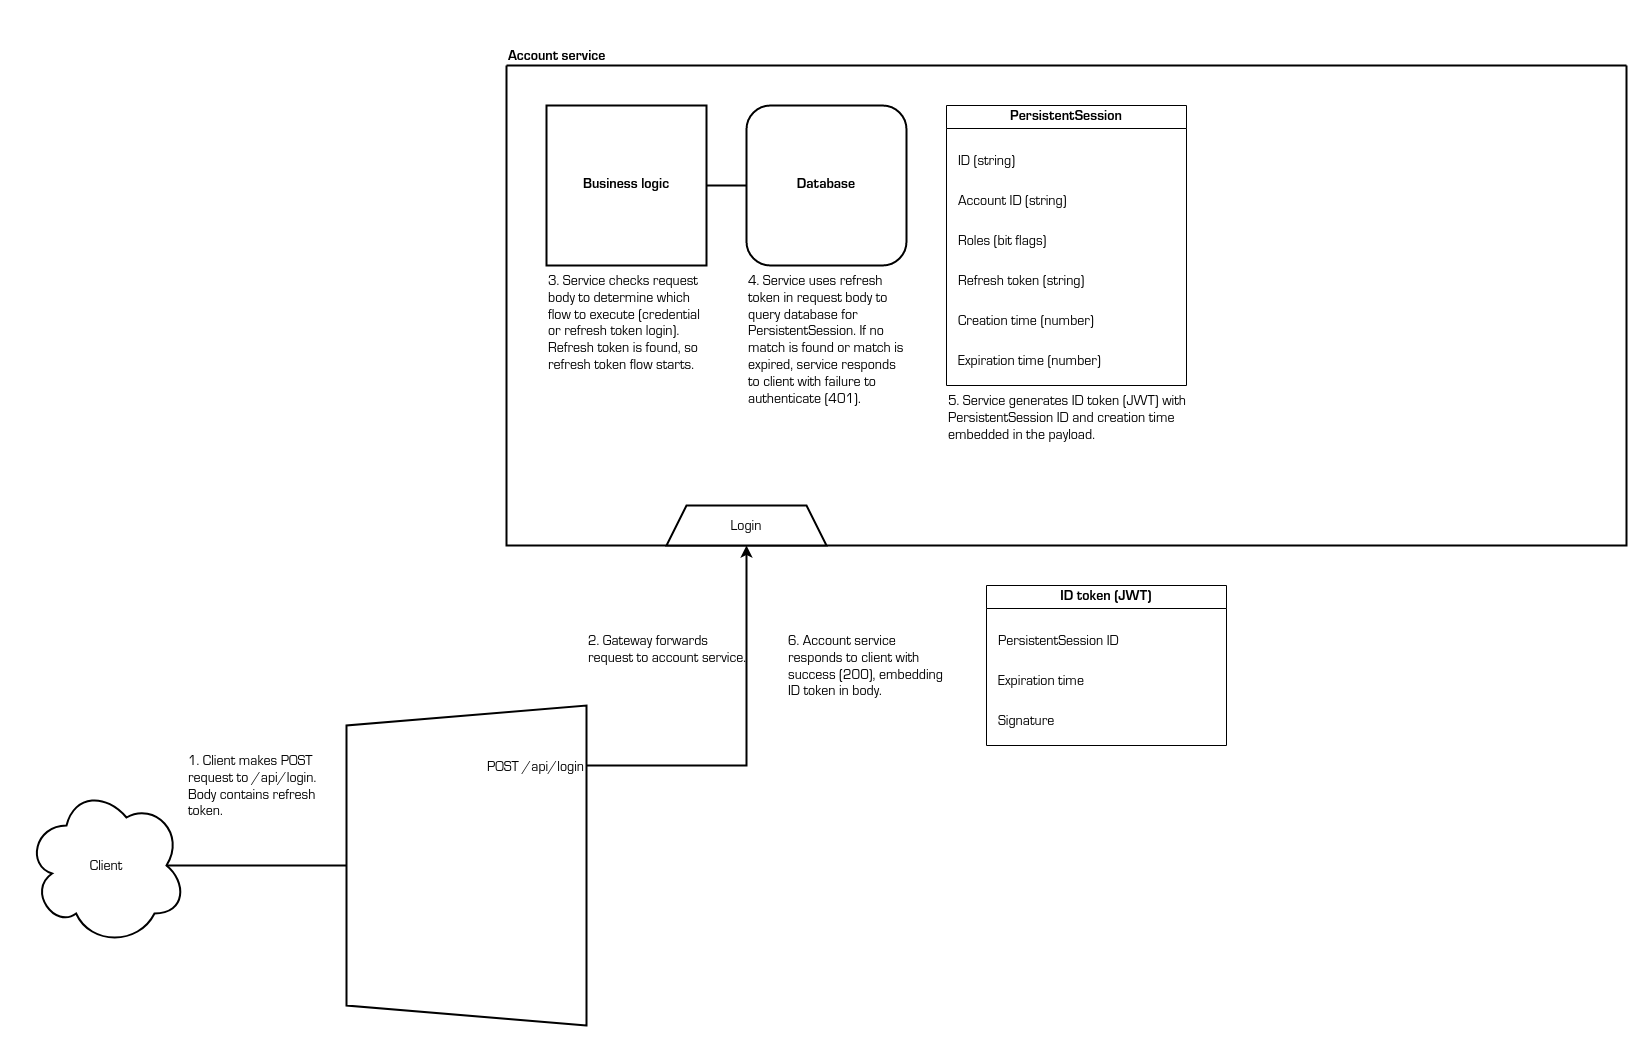 Account service
Business logic
Database
PersistentSession
ID (string)
Account ID (string)
Roles (bit flags)
Refresh token (string)
Creation time (number)
Expiration time (number)
3. Service checks request
body to determine which
flow to execute (credential
or refresh token login).
Refresh token is found, so
refresh token flow starts.
4. Service uses refresh
token in request body to
query database for
PersistentSession. If no
match is found or match is
expired, service responds
to client with failure to
authenticate (401).
5. Service generates ID token (JWT) with
PersistentSession ID and creation time
embedded in the payload.
Login
2. Gateway forwards
request to account service.
6. Account service
responds to client with
success (200), embedding
ID token in body.
ID token (JWT)
PersistentSession ID
Expiration time
Signature
1. Client makes POST
request to /api/login.
Body contains refresh
token.
POST /api/login
Client